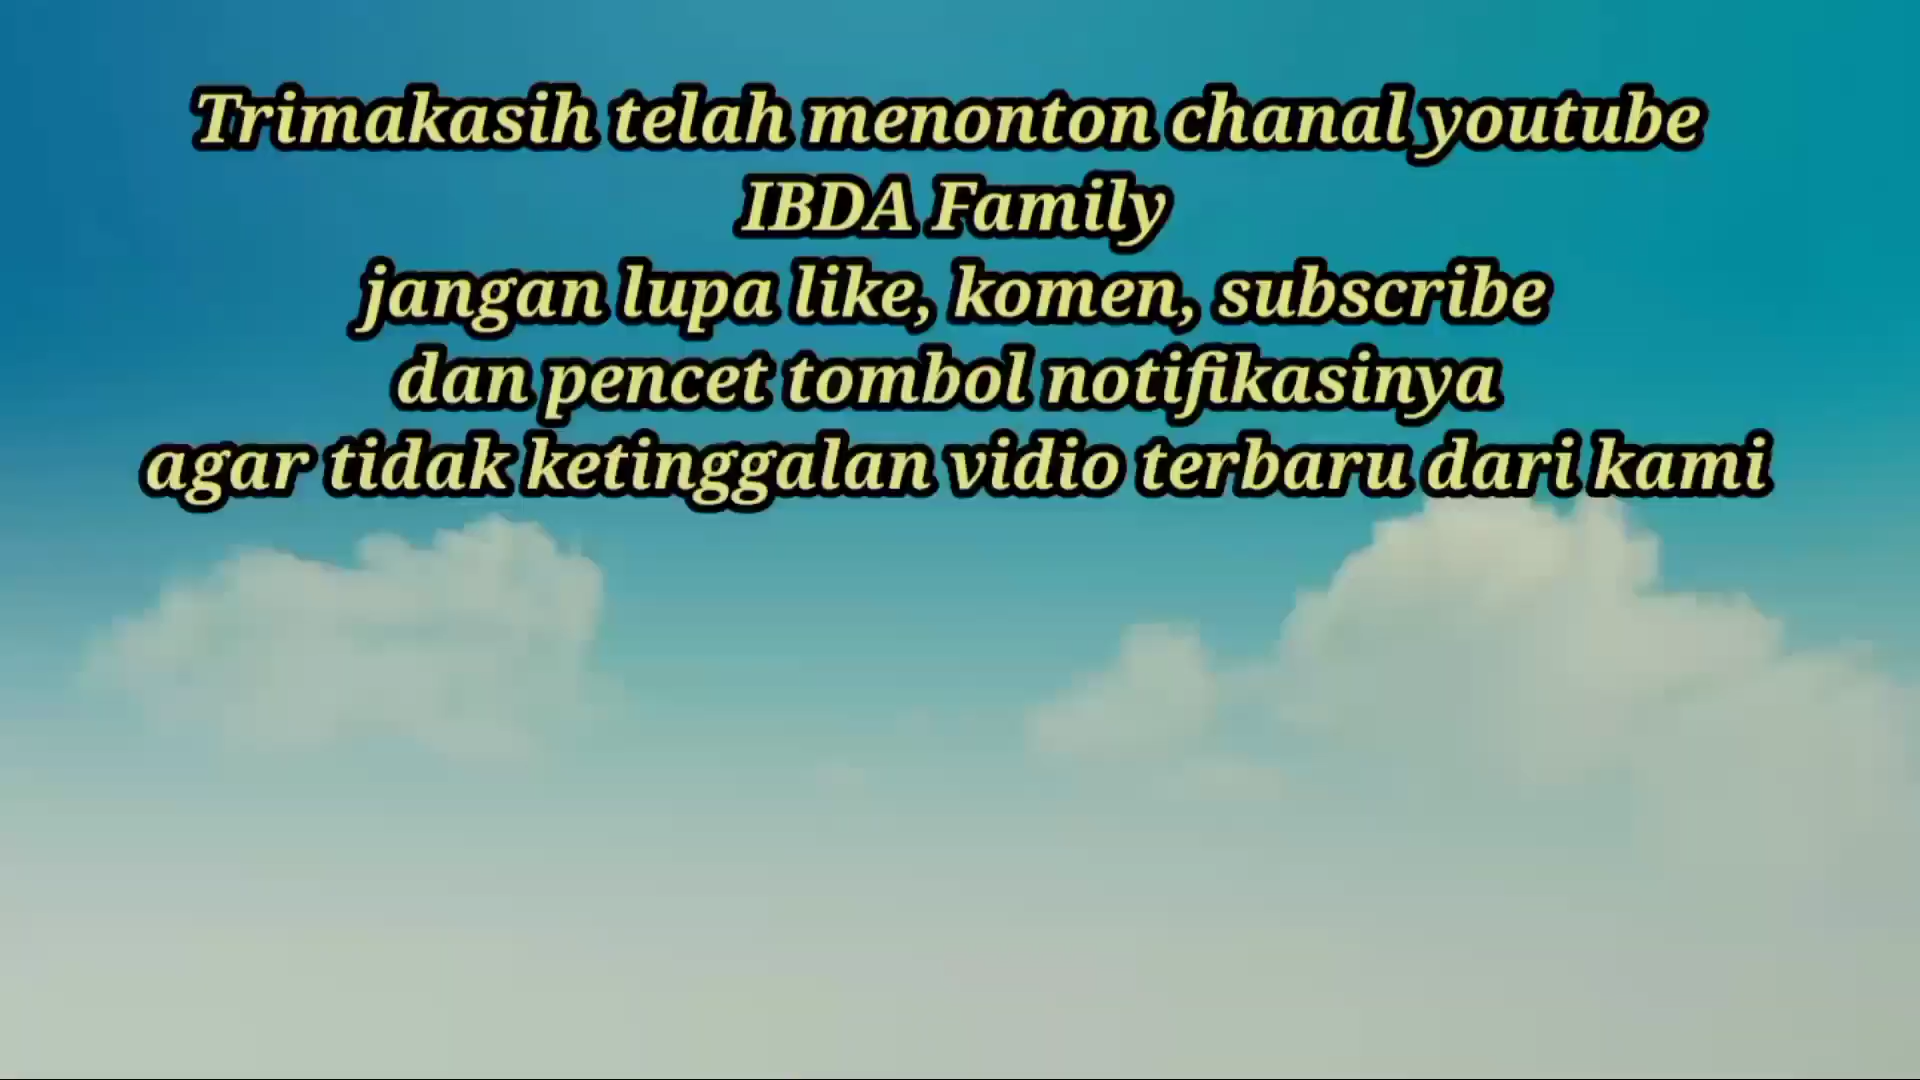 Trimakasih telah menonton chanal youtube
IBDA Family
jangan lupa like, komen, subscribe
dan pencet tombol notifikasinya
agar tidak ketinggalan vidio terbaru dari kami